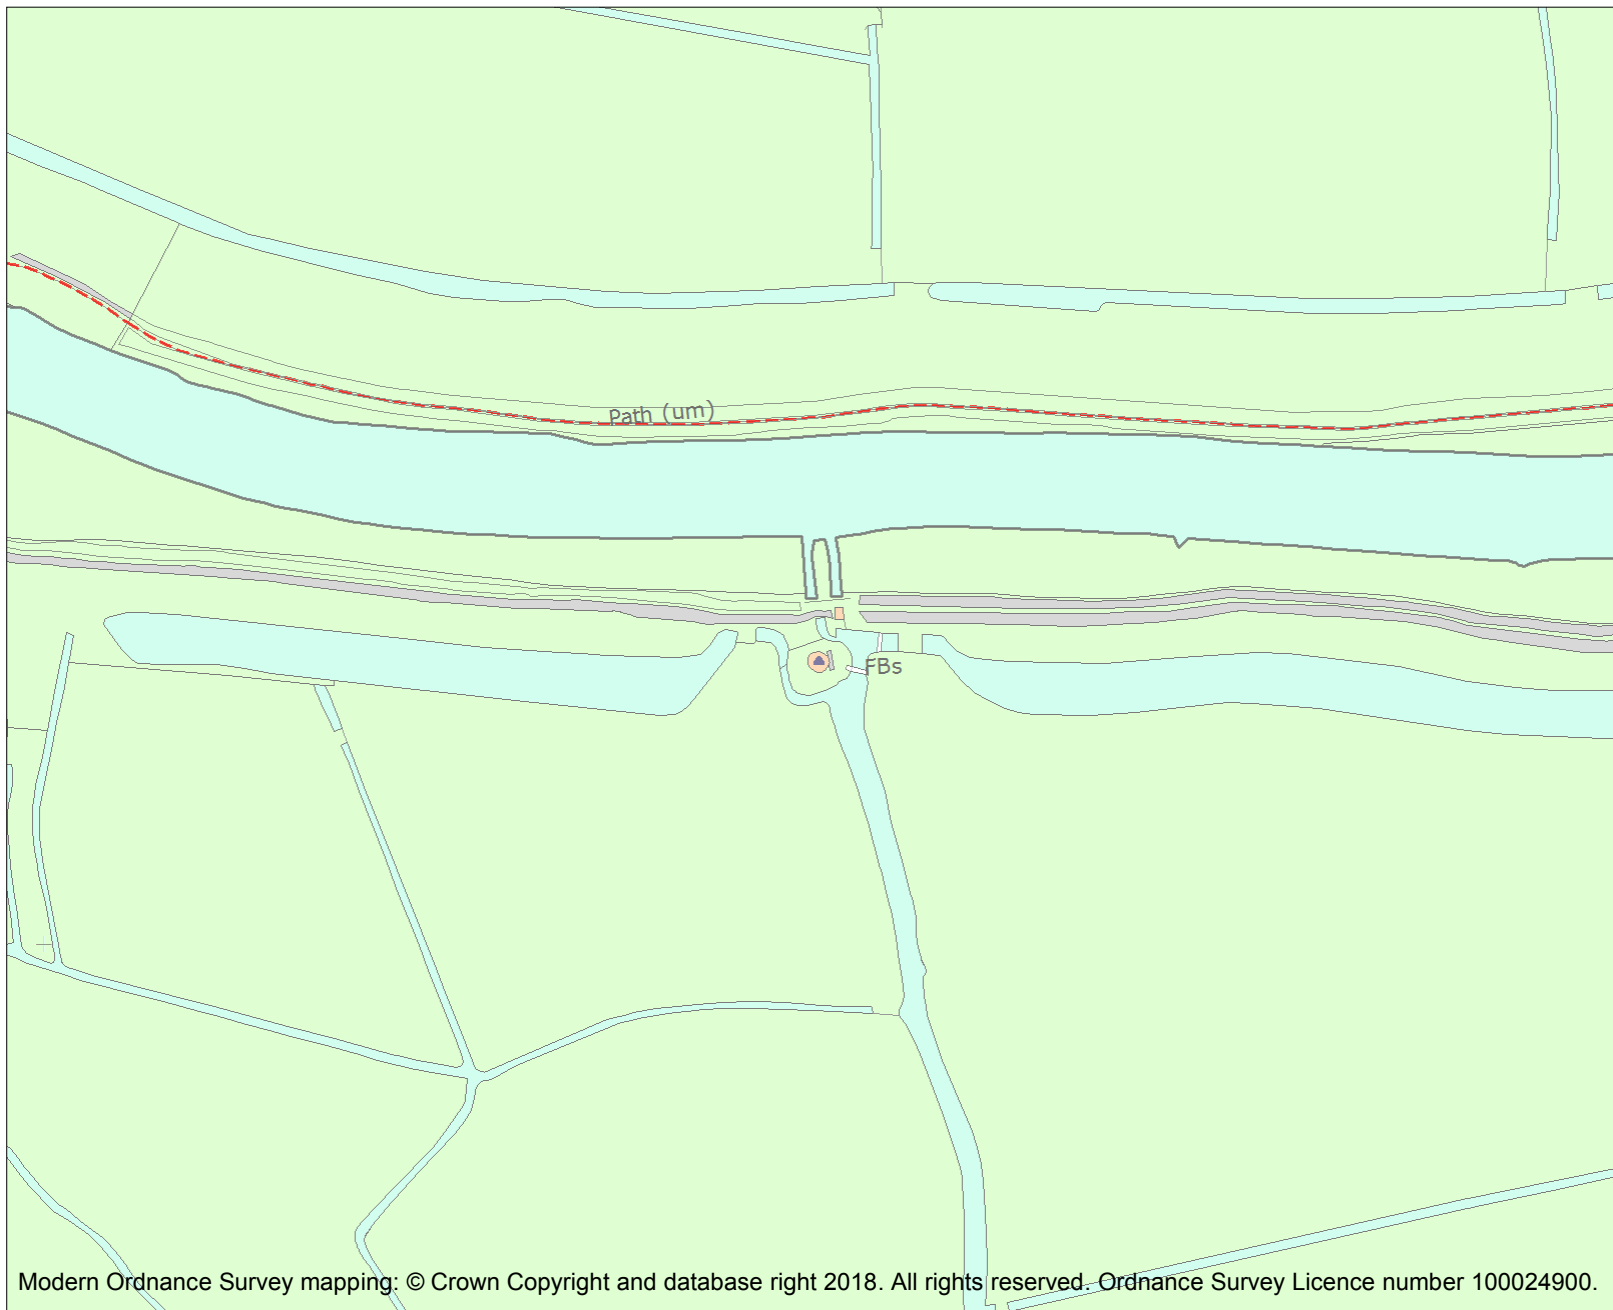 Path (um)
FBs
Modern Ordnance Survey mapping: © Crown Copyright and database right 2018. All rights reserved. Ordnance Survey Licence number 100024900.